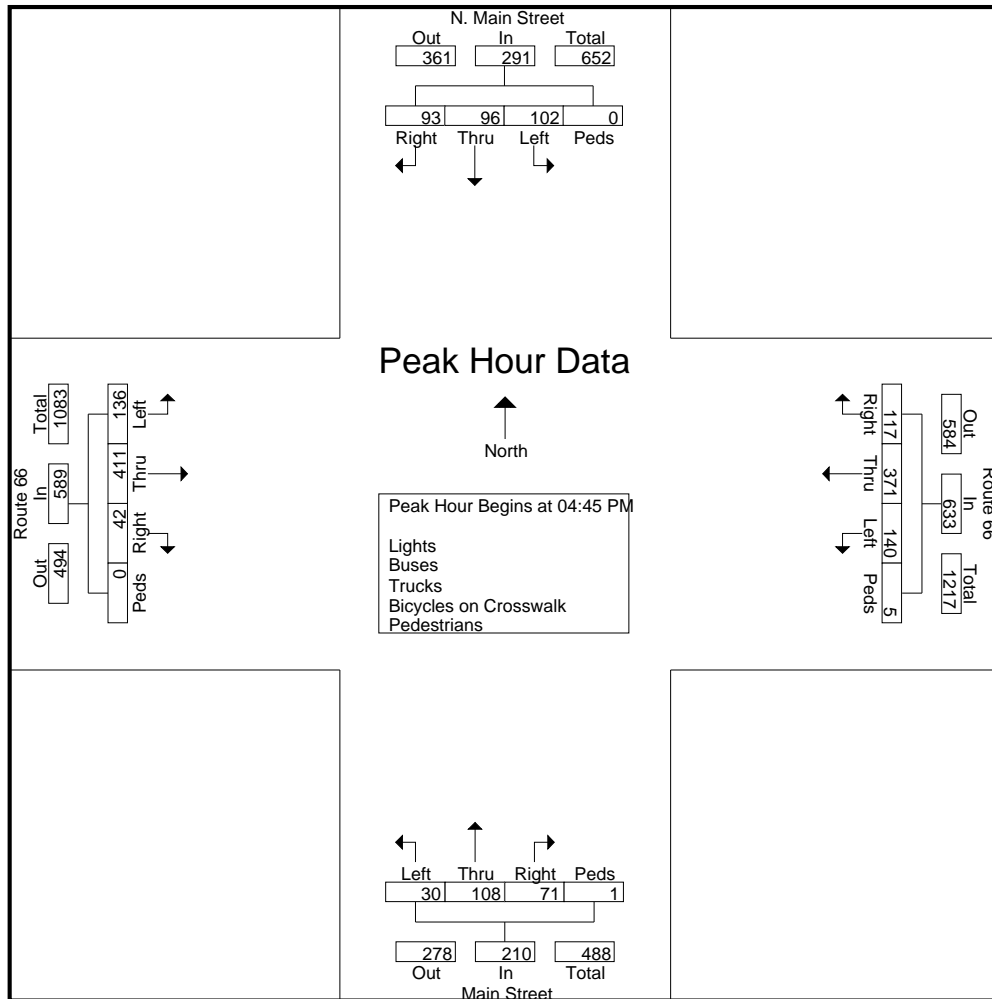 N. Main Street
Out In Total
361 291 652
93 96 102 0
Right Thru Left Peds
Peak Hour Data
North
Peak Hour Begins at 04:45 PM
Lights
Buses
Trucks
Bicycles on Crosswalk
Pedestrians
Route 66
Total In Out
1083 589 494
136 411 42 0
Left Thru Right Peds
Route 66
Out In Total
584 633 1217
117 371 140 5
Right Thru Left Peds
Left Thru Right Peds
30 108 71 1
278 210 488
Out In Total
Main Street